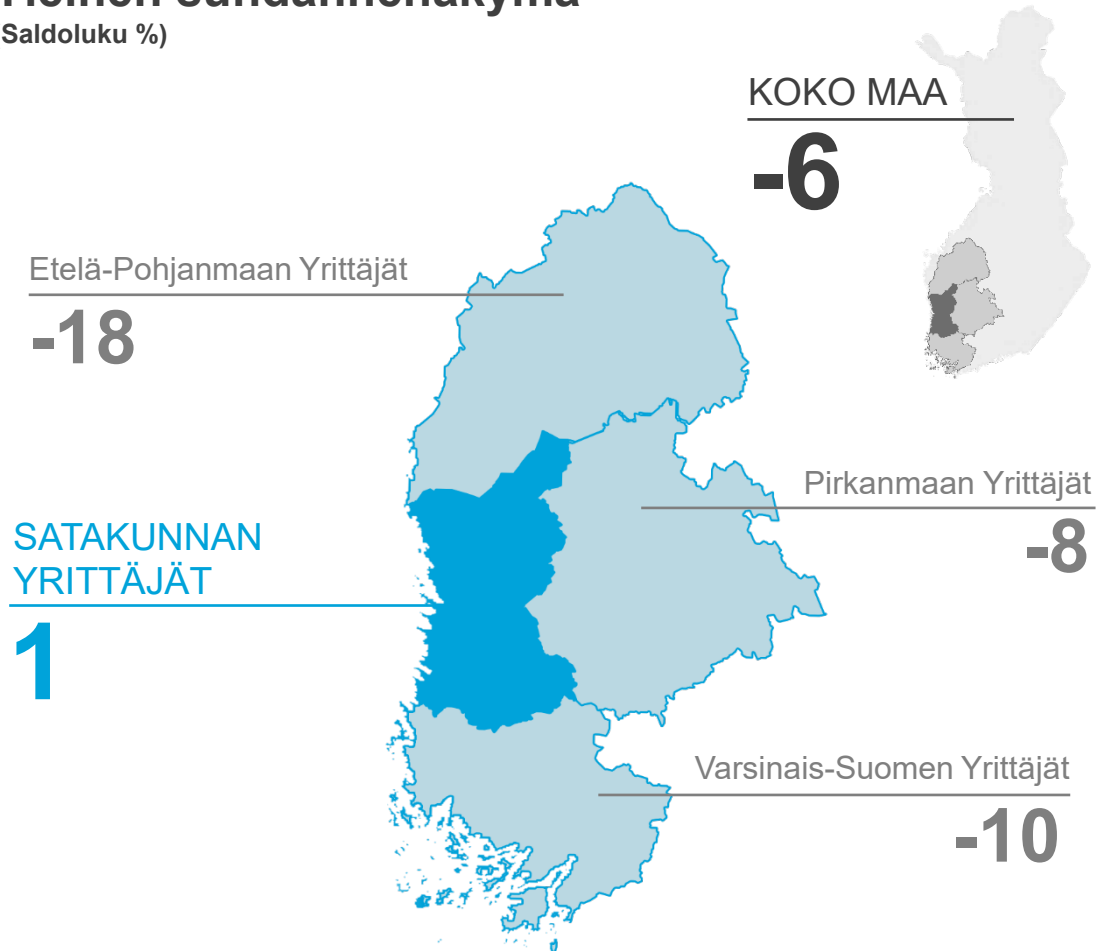 Saldoluku %)
KOKO MAA
-6
Etelä-Pohjanmaan Yrittäjät
-18
Pirkanmaan Yrittäjät
-8
SATAKUNNAN
YRITTÄJÄT
1
Varsinais-Suomen Yrittäjät
-10